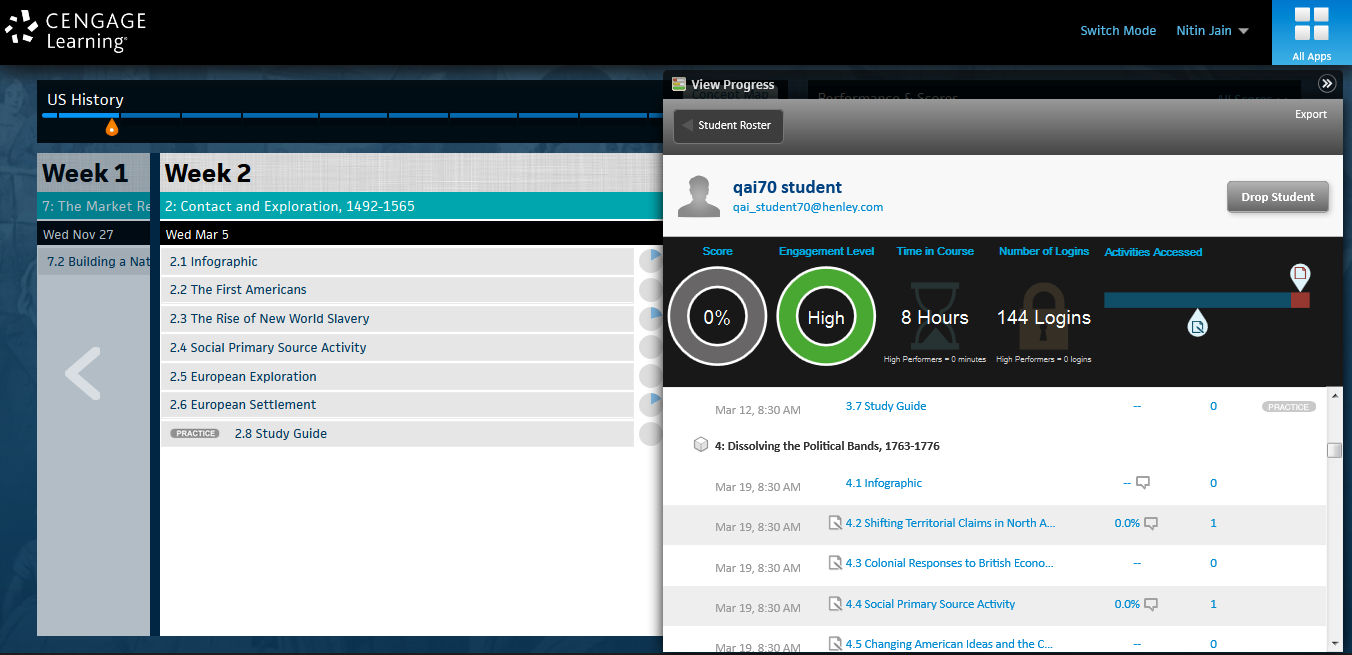 CENGAGE
Learning®
Switch Mode
Nitin Jain
All Apps
US History
View Progress
Concept Map
Performance & Scores
All Scores
Student Roster
Export
Week 1
Week 2
7: The Market Re
2: Contact and Exploration, 1492-1565
Wed Nov 27
Wed Mar 5
7.2 Building a Nat
2.1 Infographic
2.2 The First Americans
2.3 The Rise of New World Slavery
2.4 Social Primary Source Activity
2.5 European Exploration
2.6 European Settlement
PRACTICE 2.8 Study Guide
qai70 student
qai_student70@henley.com
Drop Student
Score
Engagement Level
Time in Course
Number of Logins
Activities Accessed
0%
High
8 Hours
144 Logins
High Performers = 0 minutes
High Performers = 0 logins
Mar 12, 8:30 AM 3.7 Study Guide -- 0 PRACTICE
4: Dissolving the Political Bands, 1763-1776
Mar 19, 8:30 AM 4.1 Infographic -- 0
Mar 19, 8:30 AM 4.2 Shifting Territorial Claims in North A... 0.0% 1
Mar 19, 8:30 AM 4.3 Colonial Responses to British Econo... -- 0
Mar 19, 8:30 AM 4.4 Social Primary Source Activity 0.0% 1
Mar 19, 8:30 AM 4.5 Changing American Ideas and the C... -- 0